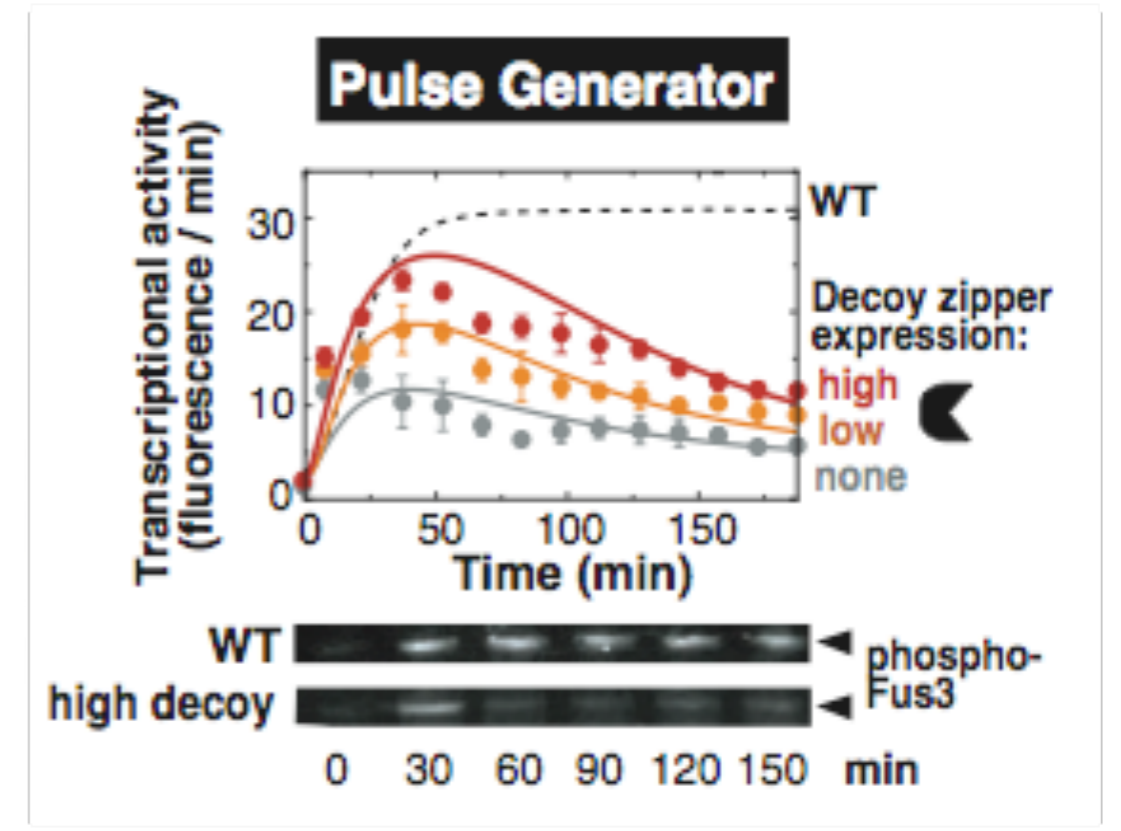 Pulse Generator
Transcriptional activity
(fluorescence / min)
30
20
10
0
0 50 100 150
Time (min)
WT
Decoy zipper
expression:
high
low
none
WT
high decoy
phospho-
Fus3
0 30 60 90 120 150 min